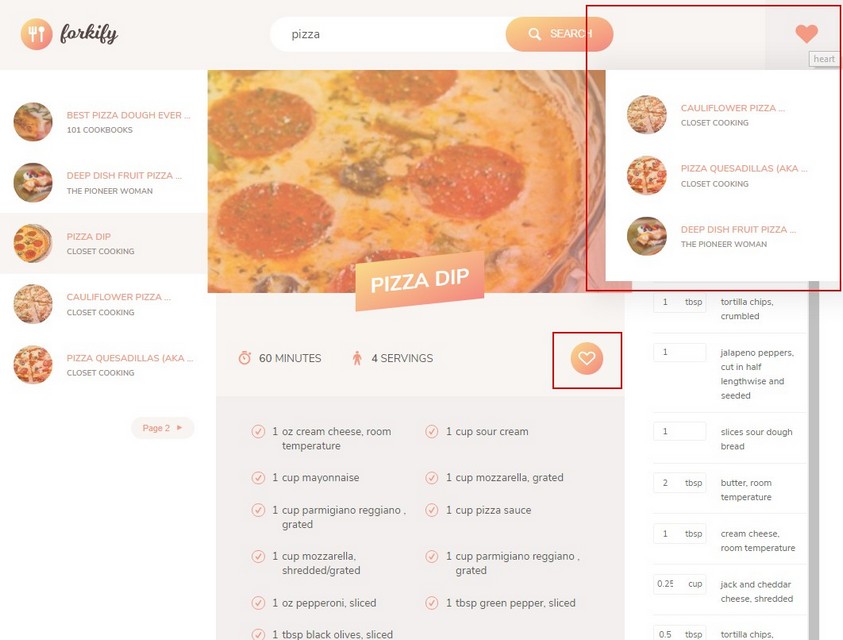 forkify
pizza
SEARCH
heart
BEST PIZZA DOUGH EVER ...
101 COOKBOOKS
DEEP DISH FRUIT PIZZA ...
THE PIONEER WOMAN
PIZZA DIP
CLOSET COOKING
CAULIFLOWER PIZZA ...
CLOSET COOKING
PIZZA QUESADILLAS (AKA ...
CLOSET COOKING
Page 2
PIZZA DIP
60 MINUTES
4 SERVINGS
1 oz cream cheese, room
temperature
1 cup sour cream
1 cup mayonnaise
1 cup mozzarella, grated
1 cup parmigiano reggiano ,
grated
1 cup pizza sauce
1 cup mozzarella,
shredded/grated
1 cup parmigiano reggiano ,
grated
1 oz pepperoni, sliced
1 tbsp green pepper, sliced
1 tbsp black olives, sliced
CAULIFLOWER PIZZA ...
CLOSET COOKING
PIZZA QUESADILLAS (AKA ...
CLOSET COOKING
DEEP DISH FRUIT PIZZA ...
THE PIONEER WOMAN
1 tbsp tortilla chips,
crumbled
1 jalapeno peppers,
cut in half
lengthwise and
seeded
1 slices sour dough
bread
2 tbsp butter, room
temperature
1 tbsp cream cheese,
room temperature
0.25 cup jack and cheddar
cheese, shredded
0.5 tbsp tortilla chips,